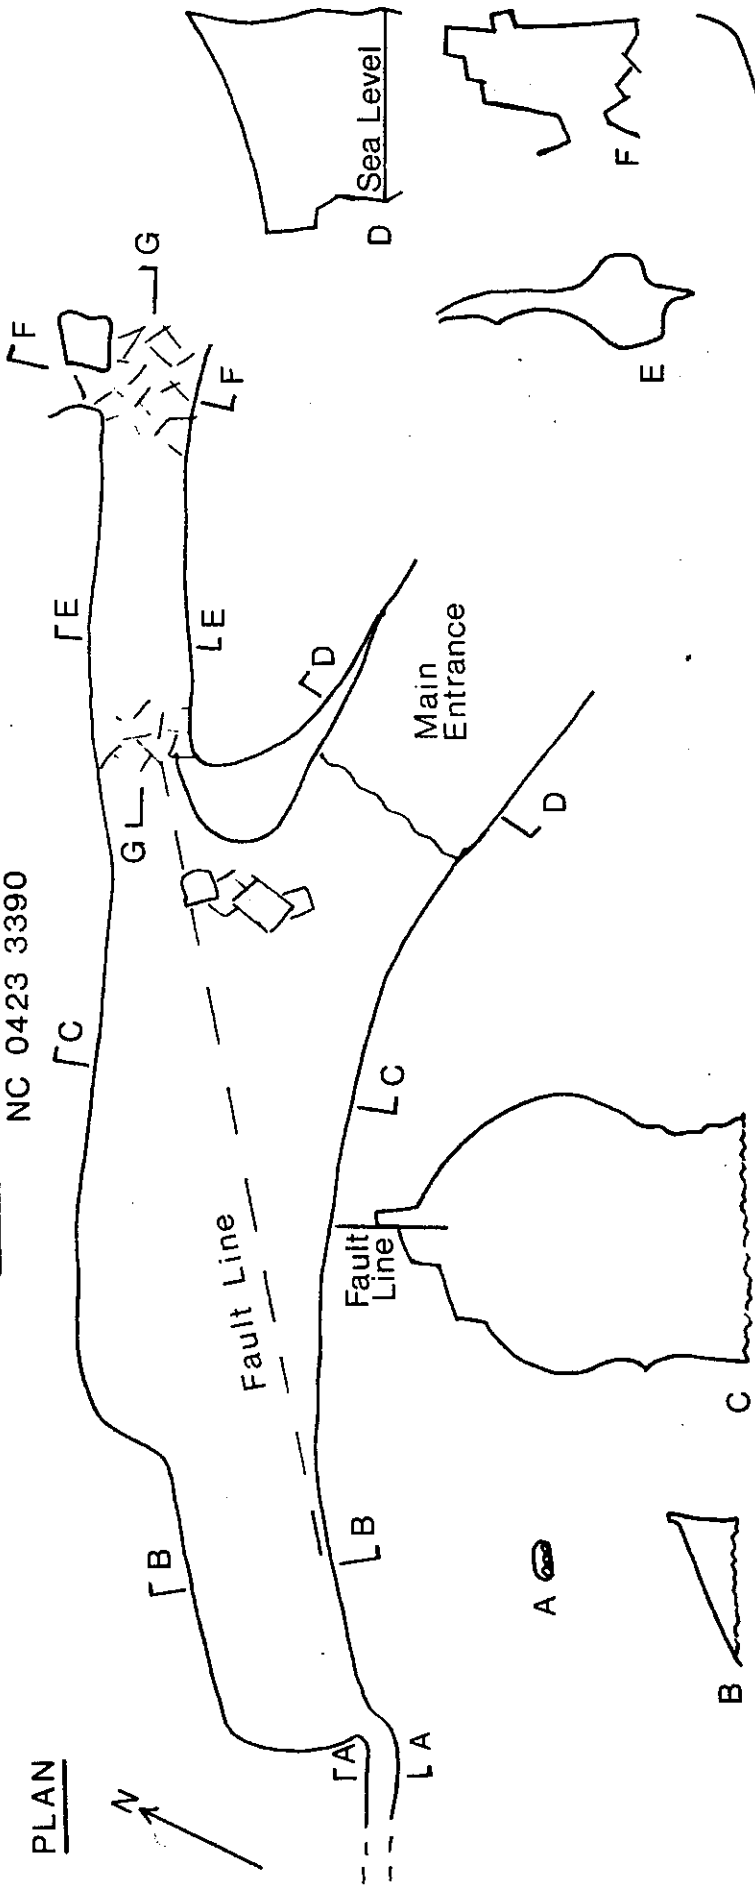 PLAN
N
NC 0423 3390
A
A
B
B
C
C
D
D
E
E
F
F
G
G
Fault Line
Main
Entrance
A
B
C
Fault
Line
D
Sea Level
E
F